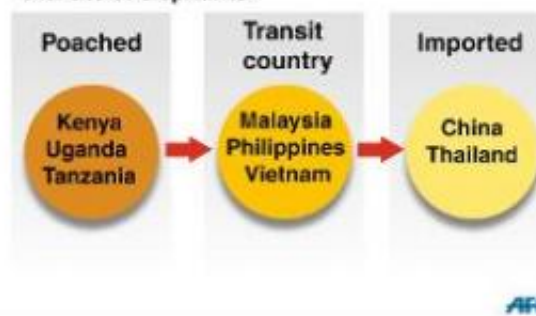 Poached
Kenya
Uganda
Tanzania
Transit
country
Malaysia
Philippines
Vietnam
Imported
China
Thailand